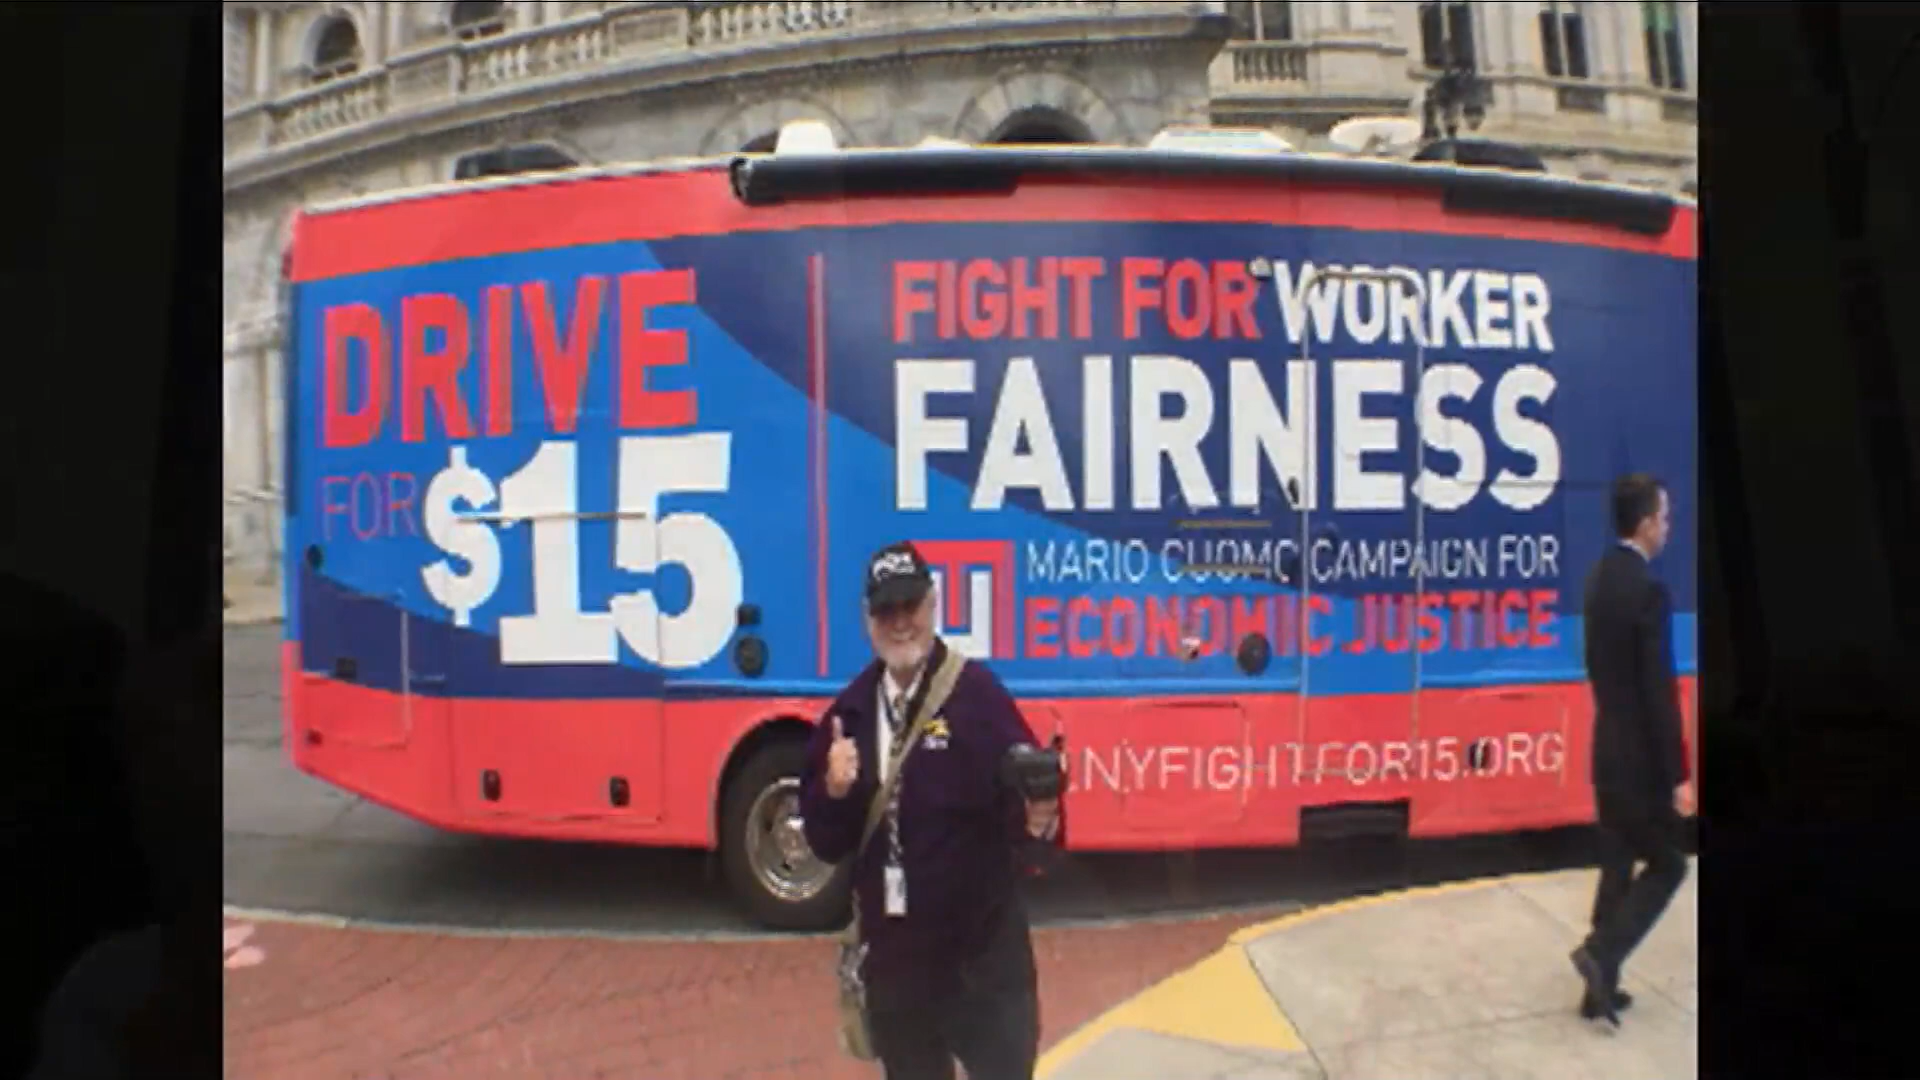 DRIVE
FOR $15
FIGHT FOR WORKER
FAIRNESS
MARIO CUOMO CAMPAIGN FOR
ECONOMIC JUSTICE
.NYFIGHTFOR15.ORG